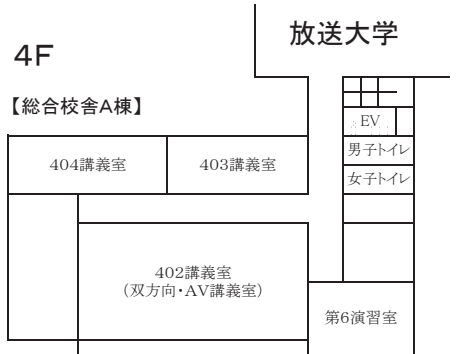 放送大学
4F
【総合校舎A棟】
EV
男子トイレ
404講義室
403講義室
女子トイレ
402講義室
（双方向・AV講義室）
第6演習室